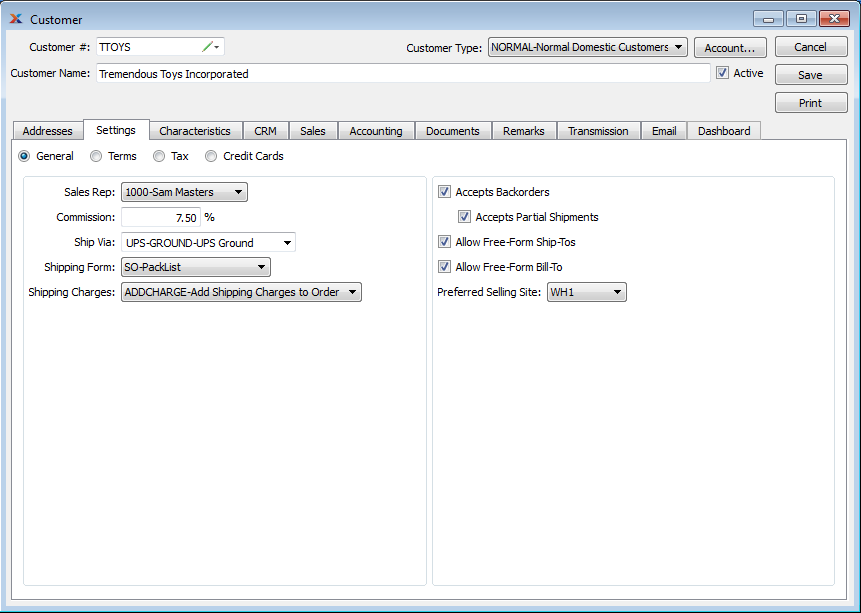 Customer
Customer #: TTOYS Customer Type: NORMAL-Normal Domestic Customers Account... Cancel
Customer Name: Tremendous Toys Incorporated Active Save
Print
Addresses Settings Characteristics CRM Sales Accounting Documents Remarks Transmission Email Dashboard
General Terms Tax Credit Cards
Sales Rep: 1000-Sam Masters Accepts Backorders
Commission: 7.50 % Accepts Partial Shipments
Ship Via: UPS-GROUND-UPS Ground Allow Free-Form Ship-Tos
Shipping Form: SO-PackList Allow Free-Form Bill-To
Shipping Charges: ADDCHARGE-Add Shipping Charges to Order Preferred Selling Site: WH1